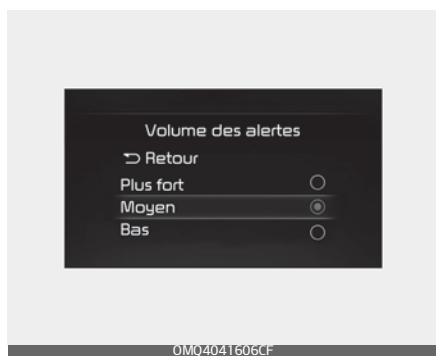 Volume des alertes
Retour
Plus fort
Moyen
Bas
OMQ4041606CF